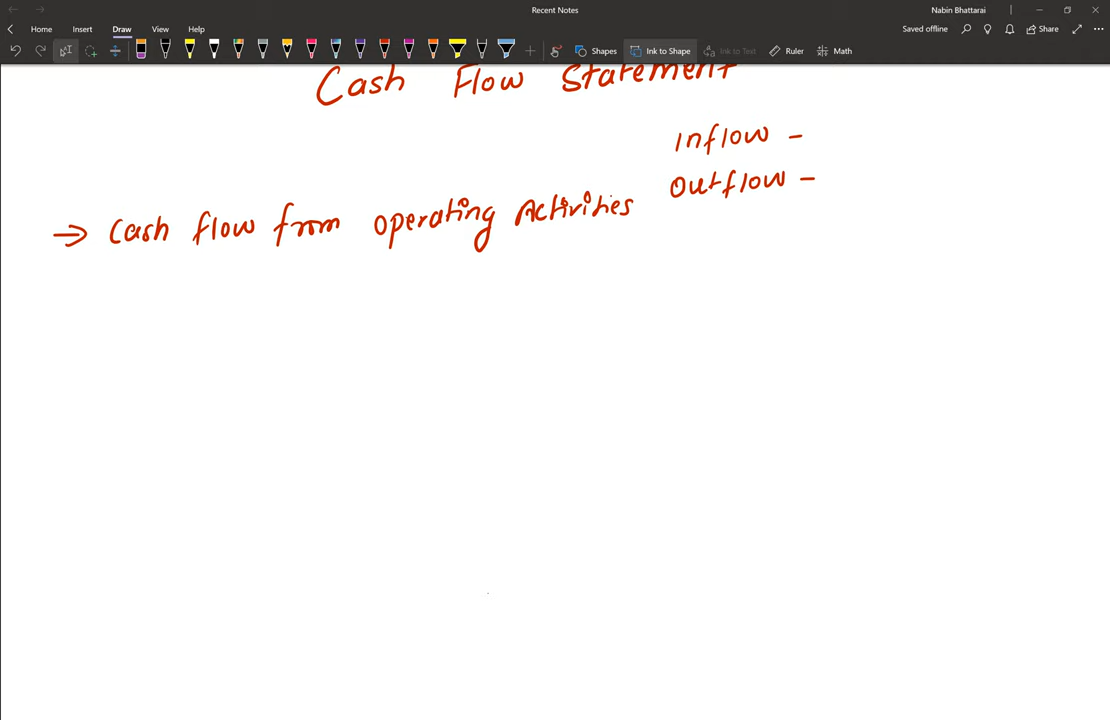 Recent Notes
Nabin Bhattarai
Home Insert Draw View Help
Saved offline
Share
Shapes
Ink to Shape
Ink to Text
Ruler
Math
Cash Flow Statement
Inflow -
Outflow -
→ Cash flow from operating Activities